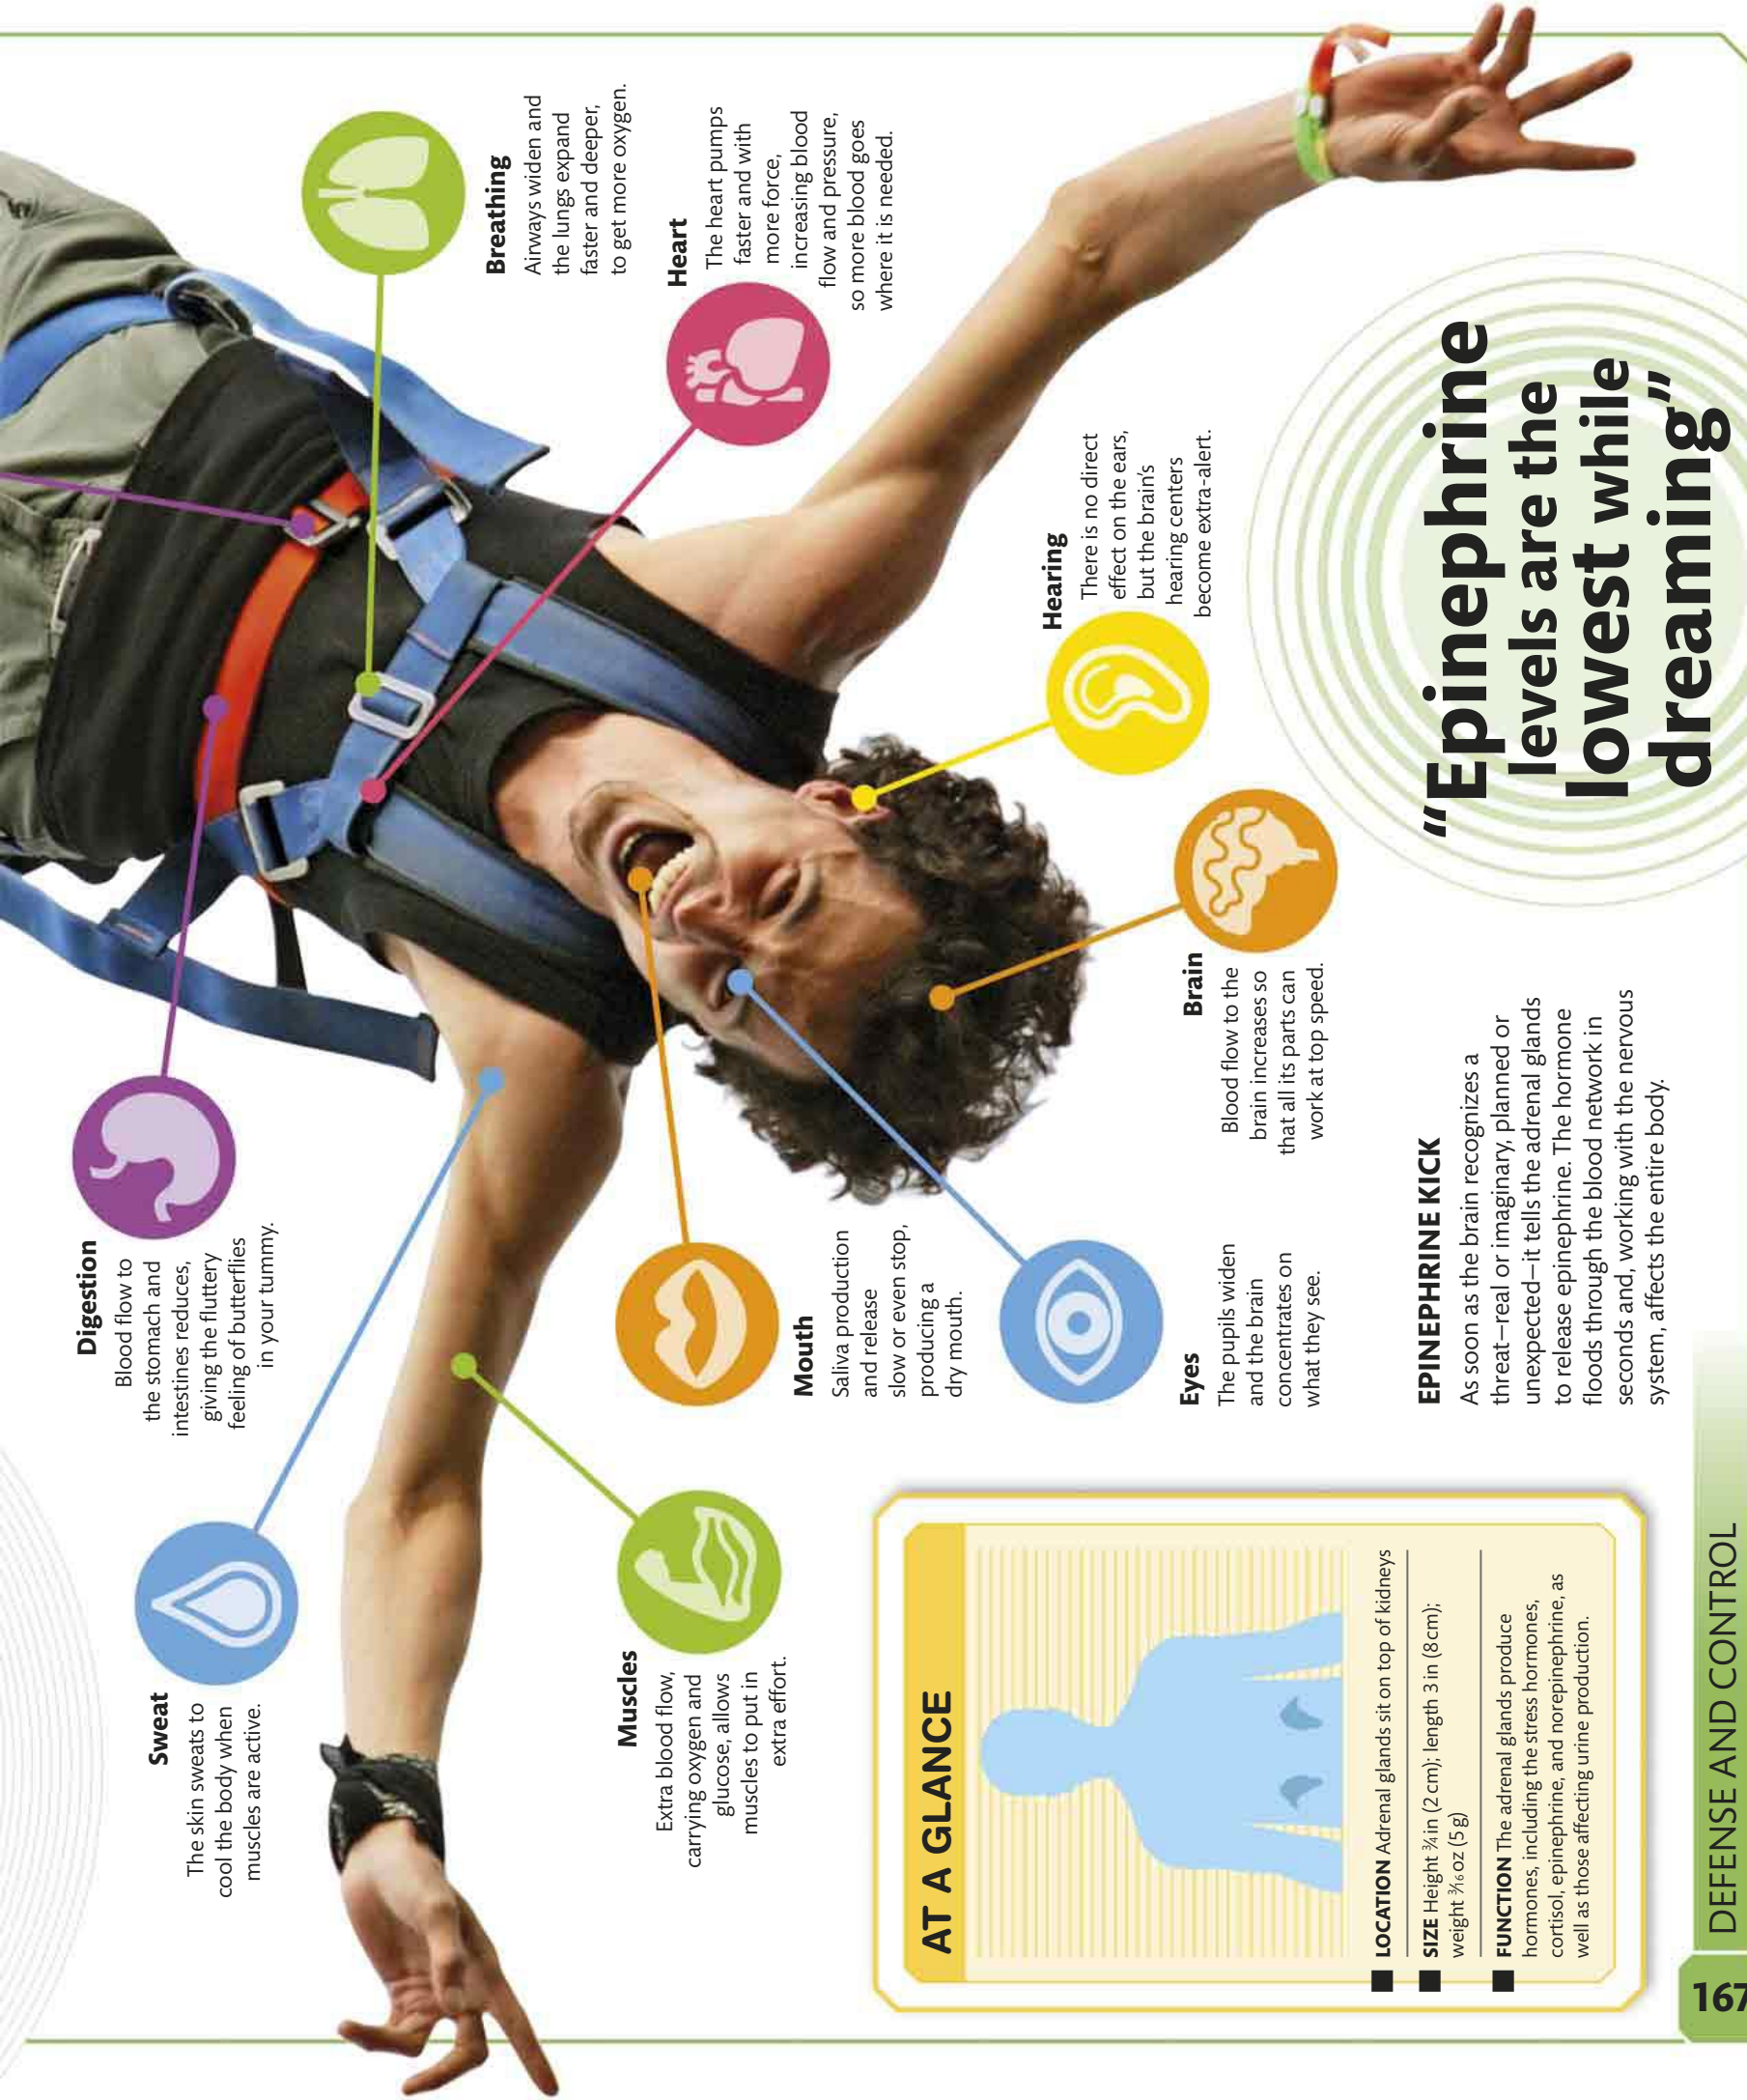 Digestion
Blood flow to
the stomach and
intestines reduces,
giving the fluttery
feeling of butterflies
in your tummy.
Sweat
The skin sweats to
cool the body when
muscles are active.
Breathing
Airways widen and
the lungs expand
faster and deeper,
to get more oxygen.
Heart
The heart pumps
faster and with
more force,
increasing blood
flow and pressure,
so more blood goes
where it is needed.
Muscles
Extra blood flow,
carrying oxygen and
glucose, allows
muscles to put in
extra effort.
Mouth
Saliva production
and release
slow or even stop,
producing a
dry mouth.
Hearing
There is no direct
effect on the ears,
but the brain's
hearing centers
become extra-alert.
Eyes
The pupils widen
and the brain
concentrates on
what they see.
Brain
Blood flow to the
brain increases so
that all its parts can
work at top speed.
AT A GLANCE
■ LOCATION Adrenal glands sit on top of kidneys
■ SIZE Height ¾ in (2 cm); length 3 in (8 cm);
weight 3/16 oz (5 g)
■ FUNCTION The adrenal glands produce
hormones, including the stress hormones,
cortisol, epinephrine, and norepinephrine, as
well as those affecting urine production.
EPINEPHRINE KICK
As soon as the brain recognizes a
threat—real or imaginary, planned or
unexpected—it tells the adrenal glands
to release epinephrine. The hormone
floods through the blood network in
seconds and, working with the nervous
system, affects the entire body.
“Epinephrine
levels are the
lowest while
dreaming”
167
DEFENSE AND CONTROL